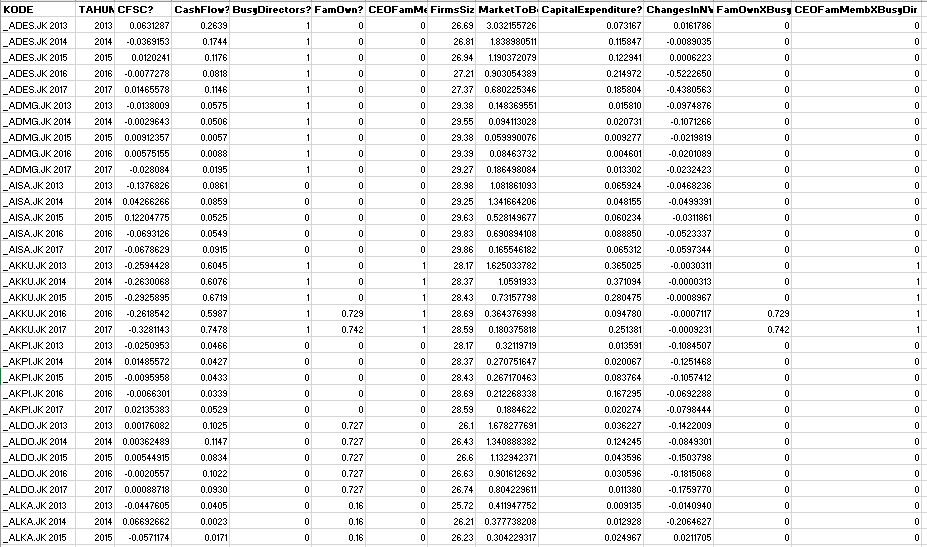 KODE TAHUN CFSC? CashFlow? BusyDirectors? FamOwn? CEOFamMe FirmsSiz MarketToBo CapitalExpenditure? ChangesInNV FamOwnXBusy CEOFamMembXBusyDir
_ADES.JK 2013 2013 0.0631287 0.2639 1 0 0 26.69 3.032155726 0.073167 0.0161786 0 0
_ADES.JK 2014 2014 -0.0369153 0.1744 1 0 0 26.81 1.838980511 0.115847 -0.0089035 0 0
_ADES.JK 2015 2015 0.0120241 0.1176 1 0 0 26.94 1.190372079 0.122941 0.0006223 0 0
_ADES.JK 2016 2016 -0.0077278 0.0818 1 0 0 27.21 0.903054389 0.214972 -0.5222650 0 0
_ADES.JK 2017 2017 0.01465578 0.1146 1 0 0 27.37 0.680225346 0.185804 -0.4380563 0 0
_ADMG.JK 2013 2013 -0.0138009 0.0575 1 0 0 29.38 0.148369551 0.015810 -0.0974876 0 0
_ADMG.JK 2014 2014 -0.0029643 0.0506 1 0 0 29.55 0.094113028 0.020731 -0.1071266 0 0
_ADMG.JK 2015 2015 0.00912357 0.0057 1 0 0 29.38 0.059990076 0.009277 -0.0219819 0 0
_ADMG.JK 2016 2016 0.00575155 0.0088 1 0 0 29.39 0.08463732 0.004601 -0.0201089 0 0
_ADMG.JK 2017 2017 -0.028084 0.0195 1 0 0 29.27 0.186498084 0.013302 -0.0232423 0 0
_AISA.JK 2013 2013 -0.1376826 0.0861 0 0 0 28.98 1.081861093 0.065924 -0.0468236 0 0
_AISA.JK 2014 2014 0.04266266 0.0859 0 0 0 29.25 1.341664206 0.048155 -0.0499391 0 0
_AISA.JK 2015 2015 0.12204775 0.0525 0 0 0 29.63 0.528149677 0.060234 -0.0311861 0 0
_AISA.JK 2016 2016 -0.0693126 0.0549 0 0 0 29.83 0.690894108 0.088850 -0.0523337 0 0
_AISA.JK 2017 2017 -0.0678629 0.0915 0 0 0 29.86 0.165546182 0.065312 -0.0597344 0 0
_AKKU.JK 2013 2013 -0.2594428 0.6045 1 0 1 28.17 1.625033782 0.365025 -0.0030311 0 1
_AKKU.JK 2014 2014 -0.2630068 0.6076 1 0 1 28.37 1.0591933 0.371094 -0.0000313 0 1
_AKKU.JK 2015 2015 -0.2925895 0.6719 1 0 1 28.43 0.73157798 0.280475 -0.0008967 0 1
_AKKU.JK 2016 2016 -0.2618542 0.5987 1 0.729 1 28.69 0.364376998 0.094780 -0.0007117 0.729 1
_AKKU.JK 2017 2017 -0.3281143 0.7478 1 0.742 1 28.59 0.180375818 0.251381 -0.0009231 0.742 1
_AKPI.JK 2013 2013 -0.0250953 0.0466 0 0 0 28.17 0.32119719 0.013591 -0.1084507 0 0
_AKPI.JK 2014 2014 0.01485572 0.0427 0 0 0 28.37 0.270751647 0.020067 -0.1251468 0 0
_AKPI.JK 2015 2015 -0.0095958 0.0433 0 0 0 28.43 0.267170463 0.083764 -0.1057412 0 0
_AKPI.JK 2016 2016 -0.0066301 0.0339 0 0 0 28.69 0.212268338 0.167295 -0.0692288 0 0
_AKPI.JK 2017 2017 0.02135383 0.0529 0 0 0 28.59 0.1884622 0.020274 -0.0798444 0 0
_ALDO.JK 2013 2013 0.00176082 0.1025 0 0.727 0 26.1 1.678277691 0.036227 -0.1422009 0 0
_ALDO.JK 2014 2014 0.00362489 0.1147 0 0.727 0 26.43 1.340888382 0.124245 -0.0849301 0 0
_ALDO.JK 2015 2015 0.00544915 0.0834 0 0.727 0 26.6 1.132942371 0.043596 -0.1503798 0 0
_ALDO.JK 2016 2016 -0.0020557 0.1022 0 0.727 0 26.63 0.901612692 0.030596 -0.1815068 0 0
_ALDO.JK 2017 2017 0.00088718 0.0930 0 0.727 0 26.74 0.804229611 0.011380 -0.1759770 0 0
_ALKA.JK 2013 2013 -0.0447605 0.0405 0 0.16 0 25.72 0.411947752 0.009135 -0.0140940 0 0
_ALKA.JK 2014 2014 0.06692662 0.0023 0 0.16 0 26.21 0.377738208 0.012928 -0.2064627 0 0
_ALKA.JK 2015 2015 -0.0571174 0.0171 0 0.16 0 26.23 0.304229317 0.024967 0.0211705 0 0